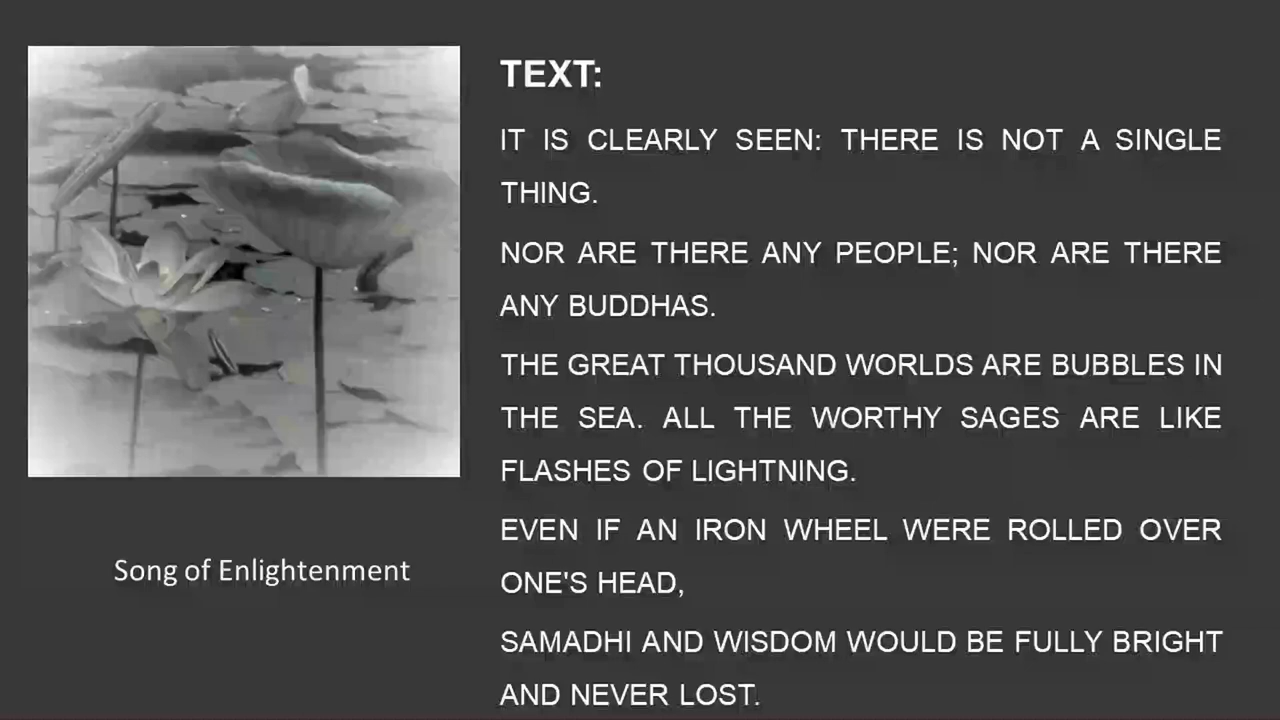 TEXT:
IT IS CLEARLY SEEN: THERE IS NOT A SINGLE
THING.
NOR ARE THERE ANY PEOPLE; NOR ARE THERE
ANY BUDDHAS.
THE GREAT THOUSAND WORLDS ARE BUBBLES IN
THE SEA. ALL THE WORTHY SAGES ARE LIKE
FLASHES OF LIGHTNING.
EVEN IF AN IRON WHEEL WERE ROLLED OVER
ONE'S HEAD,
SAMADHI AND WISDOM WOULD BE FULLY BRIGHT
AND NEVER LOST.
Song of Enlightenment